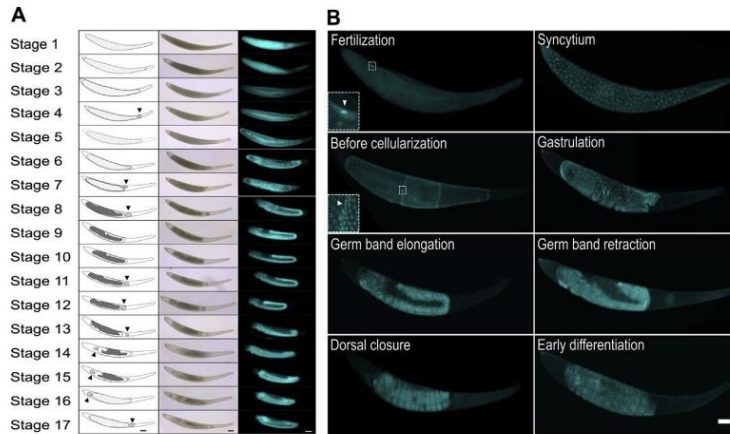 A
Stage 1
Stage 2
Stage 3
Stage 4
Stage 5
Stage 6
Stage 7
Stage 8
Stage 9
Stage 10
Stage 11
Stage 12
Stage 13
Stage 14
Stage 15
Stage 16
Stage 17
B
Fertilization
Syncytium
Before cellularization
Gastrulation
Germ band elongation
Germ band retraction
Dorsal closure
Early differentiation